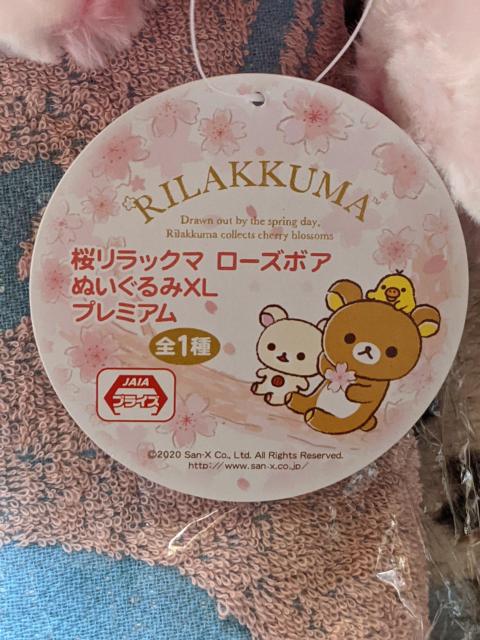 RILAKKUMA™
Drawn out by the spring day,
Rilakkuma collects cherry blossoms
桜リラックマ ローズボア
ぬいぐるみXL
プレミアム
全1種
JAIA
プライズ
©2020 San-X Co., Ltd. All Rights Reserved.
http://www.san-x.co.jp/